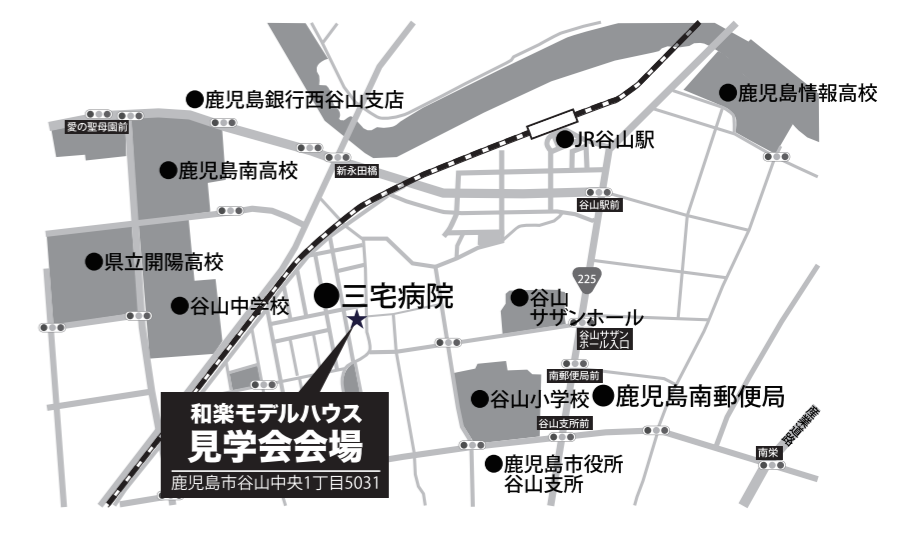 鹿児島銀行西谷山支店
鹿児島情報高校
愛の聖母園前
JR谷山駅
鹿児島南高校
新永田橋
谷山駅前
県立開陽高校
225
三宅病院
谷山中学校
谷山
サザンホール
谷山サザン
ホール入口
南郵便局前
谷山小学校
鹿児島南郵便局
和楽モデルハウス
見学会会場
鹿児島市谷山中央1丁目5031
谷山支所前
産業道路
南栄
鹿児島市役所
谷山支所